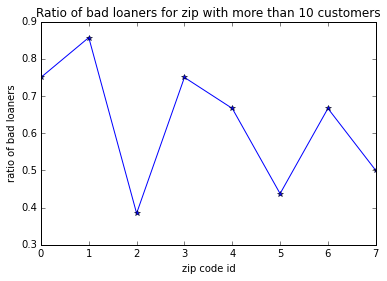 Ratio of bad loaners for zip with more than 10 customers
0.9
0.8
0.7
0.6
0.5
0.4
0.3
ratio of bad loaners
0 1 2 3 4 5 6 7
zip code id